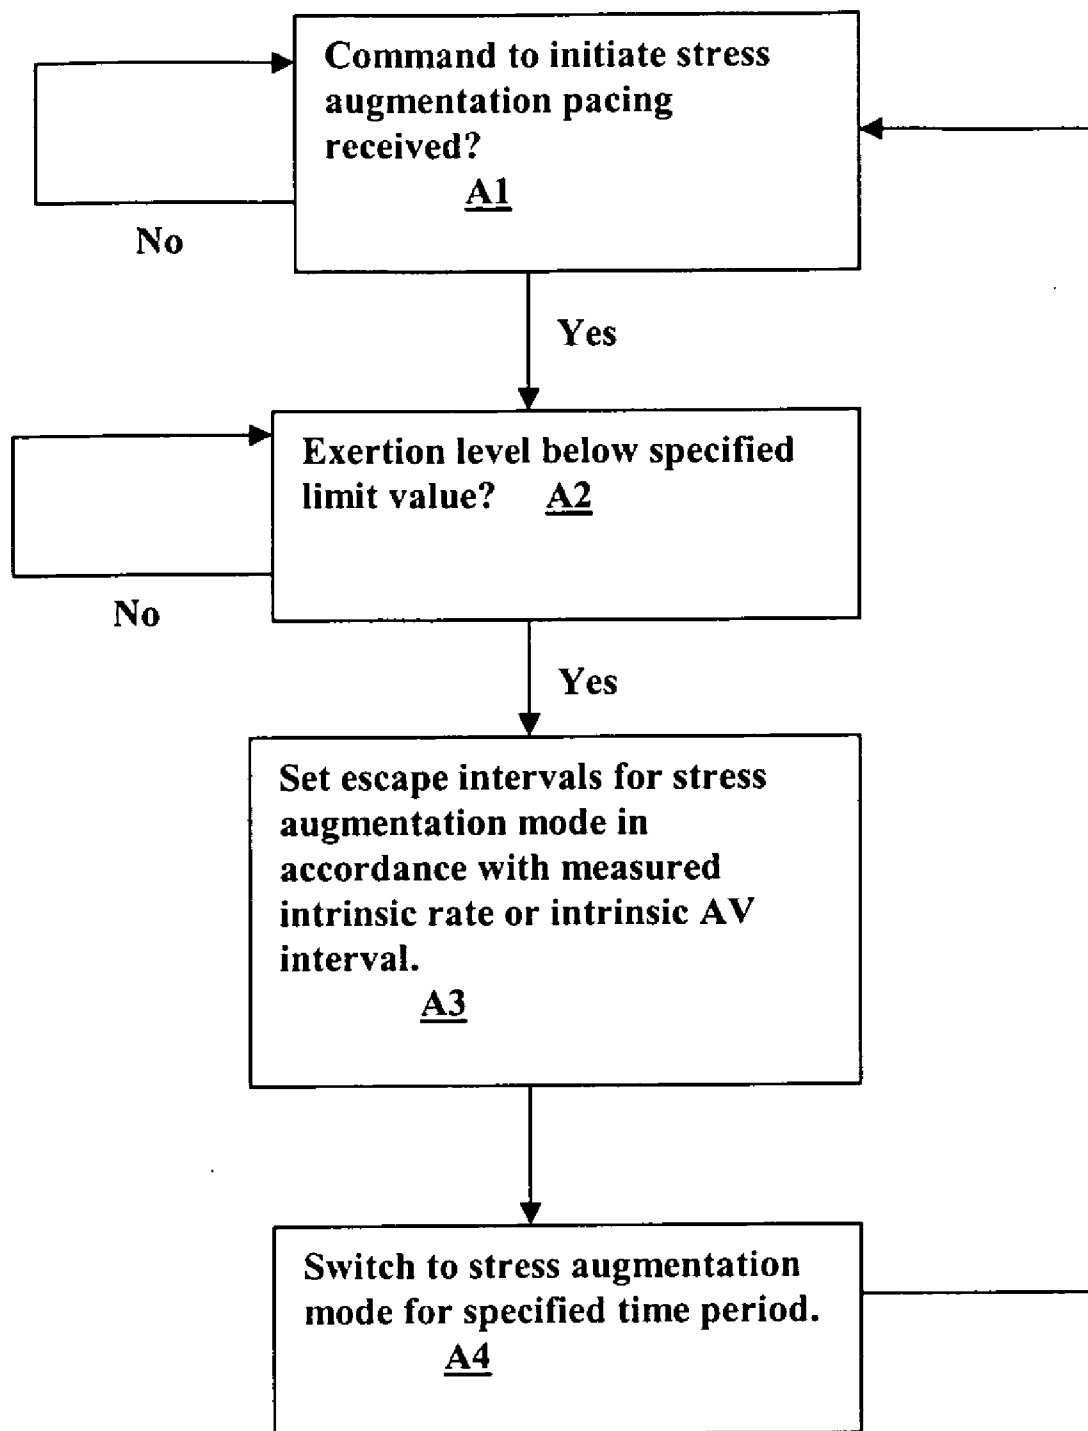 Command to initiate stress
augmentation pacing
received?
A1
No
Yes
Exertion level below specified
limit value? A2
No
Yes
Set escape intervals for stress
augmentation mode in
accordance with measured
intrinsic rate or intrinsic AV
interval.
A3
Switch to stress augmentation
mode for specified time period.
A4